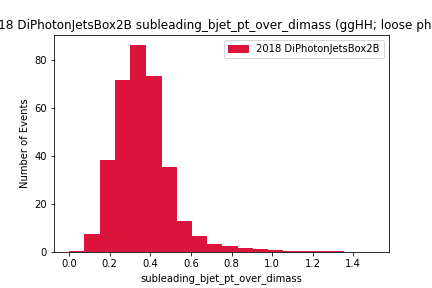 18 DiPhotonJetsBox2B subleading_bjet_pt_over_dimass (ggHH; loose ph
2018 DiPhotonJetsBox2B
Number of Events
80
60
40
20
0
0.0 0.2 0.4 0.6 0.8 1.0 1.2 1.4
subleading_bjet_pt_over_dimass